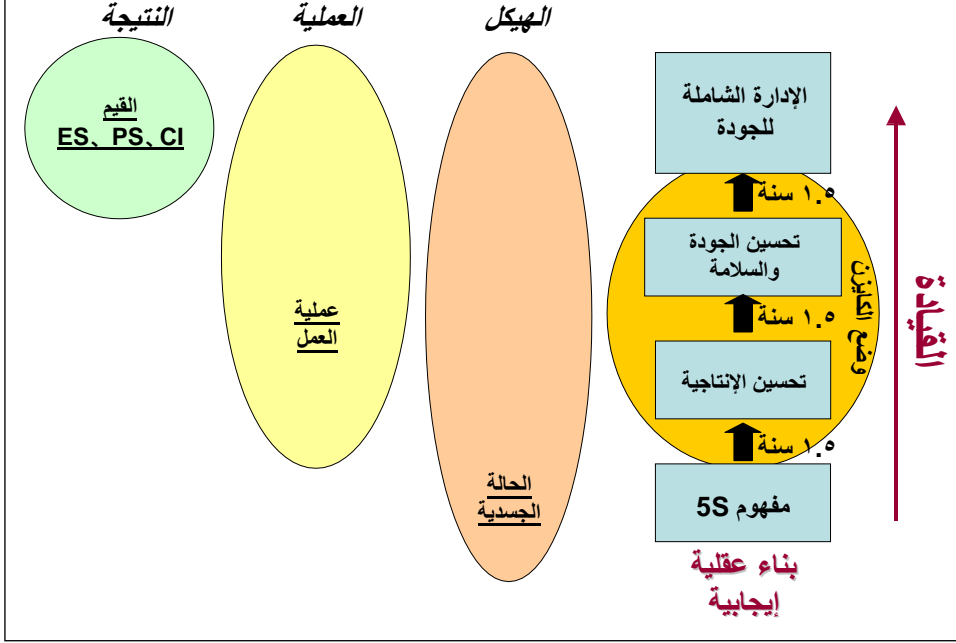 الهيكل
العملية
النتيجة
الإدارة الشاملة
للجودة
١.٥ سنة
تحسين الجودة
والسلامة
١.٥ سنة
تحسين الإنتاجية
١.٥ سنة
مفهوم 5S
وضع الكايزن
القيادة
بناء عقلية
إيجابية
الحالة
الجسدية
عملية
العمل
القيم
ES、PS、CI